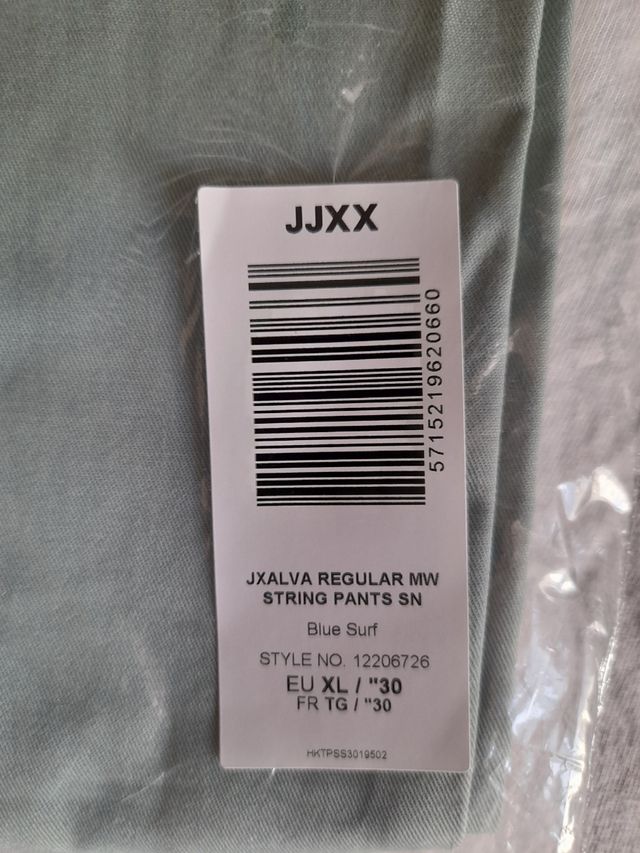 JJXX
5715219620660
JXALVA REGULAR MW
STRING PANTS SN
Blue Surf
STYLE NO. 12206726
EU XL / "30
FR TG / "30
HKTPSS3019502